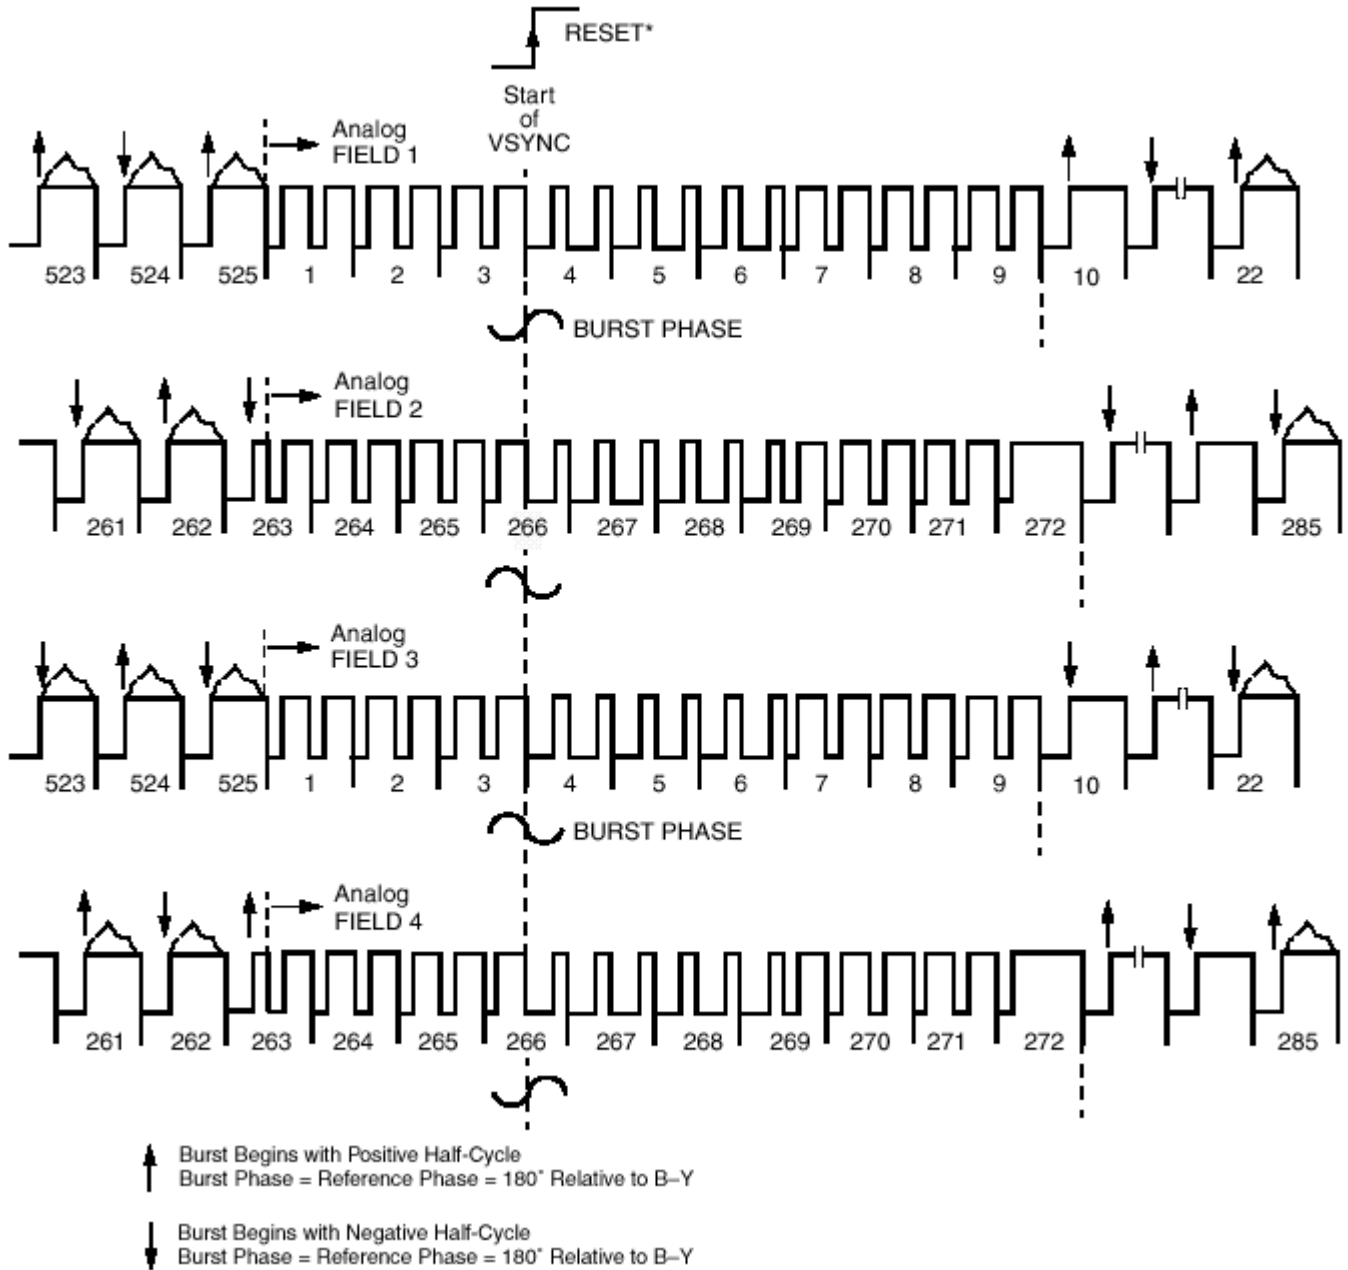 RESET*
Start
of
VSYNC
Analog
FIELD 1
523 524 525 1 2 3 4 5 6 7 8 9 10 22
BURST PHASE
Analog
FIELD 2
261 262 263 264 265 266 267 268 269 270 271 272 285
Analog
FIELD 3
523 524 525 1 2 3 4 5 6 7 8 9 10 22
BURST PHASE
Analog
FIELD 4
261 262 263 264 265 266 267 268 269 270 271 272 285
Burst Begins with Positive Half-Cycle
Burst Phase = Reference Phase = 180° Relative to B–Y
Burst Begins with Negative Half-Cycle
Burst Phase = Reference Phase = 180° Relative to B–Y